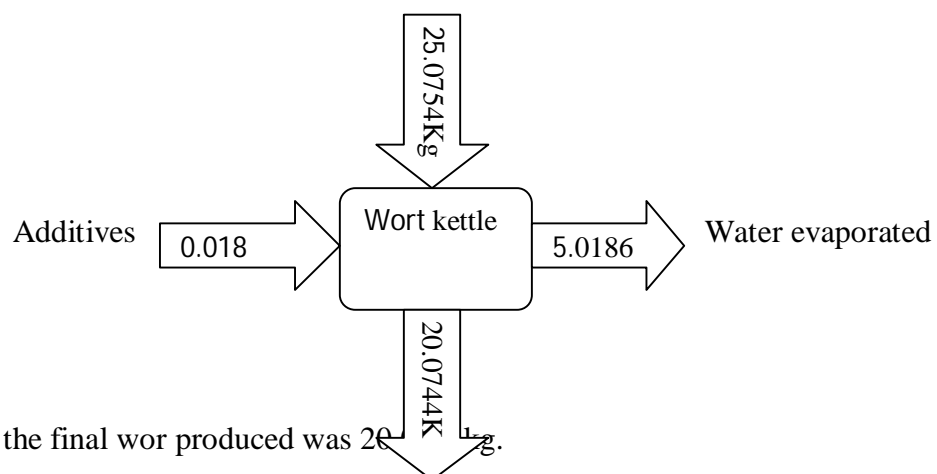 25.0754Kg
Additives 0.018 Wort kettle 5.0186 Water evaporated
20.0744K
the final wor produced was 20 kg.